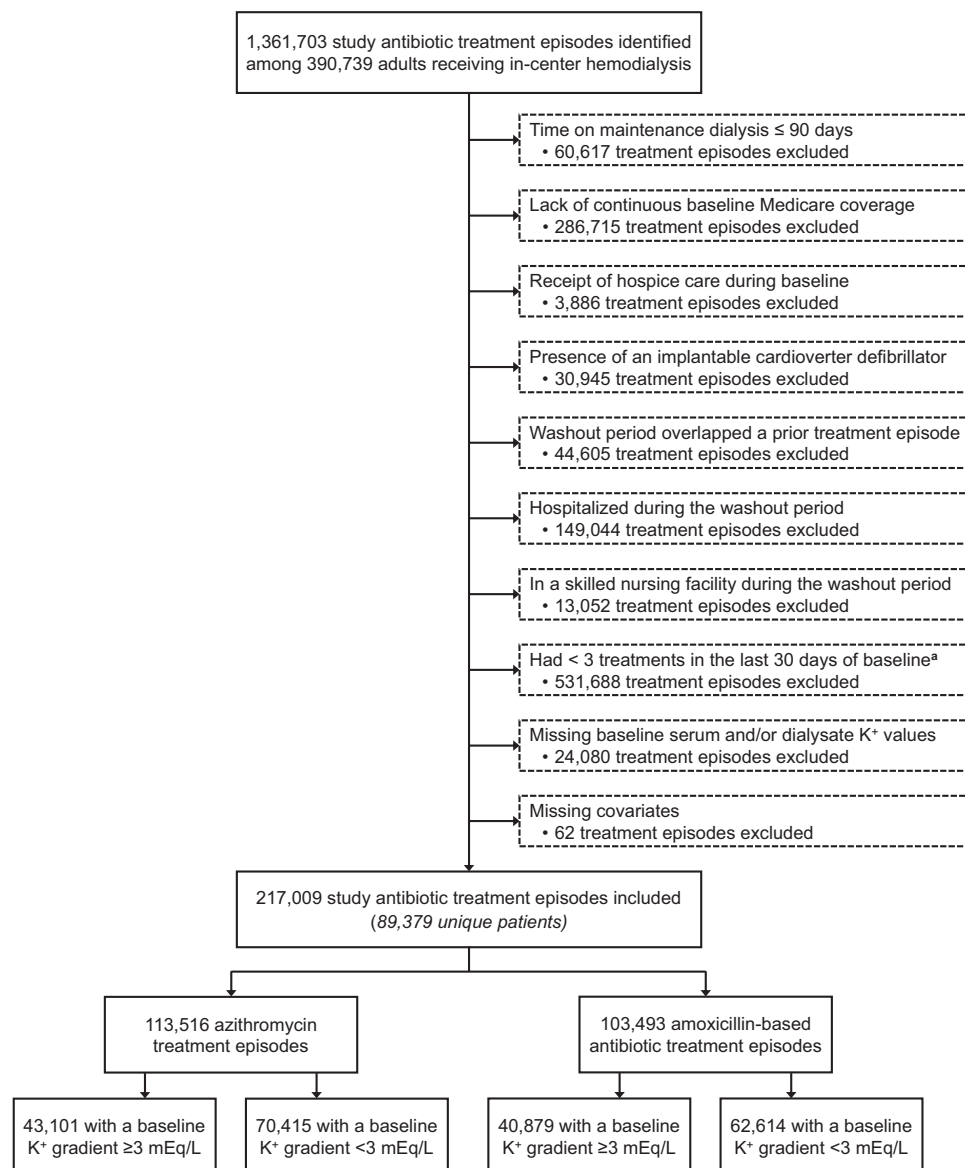 1,361,703 study antibiotic treatment episodes identified
among 390,739 adults receiving in-center hemodialysis
Time on maintenance dialysis ≤ 90 days
• 60,617 treatment episodes excluded
Lack of continuous baseline Medicare coverage
• 286,715 treatment episodes excluded
Receipt of hospice care during baseline
• 3,886 treatment episodes excluded
Presence of an implantable cardioverter defibrillator
• 30,945 treatment episodes excluded
Washout period overlapped a prior treatment episode
• 44,605 treatment episodes excluded
Hospitalized during the washout period
• 149,044 treatment episodes excluded
In a skilled nursing facility during the washout period
• 13,052 treatment episodes excluded
Had < 3 treatments in the last 30 days of baselineᵃ
• 531,688 treatment episodes excluded
Missing baseline serum and/or dialysate K⁺ values
• 24,080 treatment episodes excluded
Missing covariates
• 62 treatment episodes excluded
217,009 study antibiotic treatment episodes included
(89,379 unique patients)
113,516 azithromycin
treatment episodes
103,493 amoxicillin-based
antibiotic treatment episodes
43,101 with a baseline
K⁺ gradient ≥3 mEq/L
70,415 with a baseline
K⁺ gradient <3 mEq/L
40,879 with a baseline
K⁺ gradient ≥3 mEq/L
62,614 with a baseline
K⁺ gradient <3 mEq/L